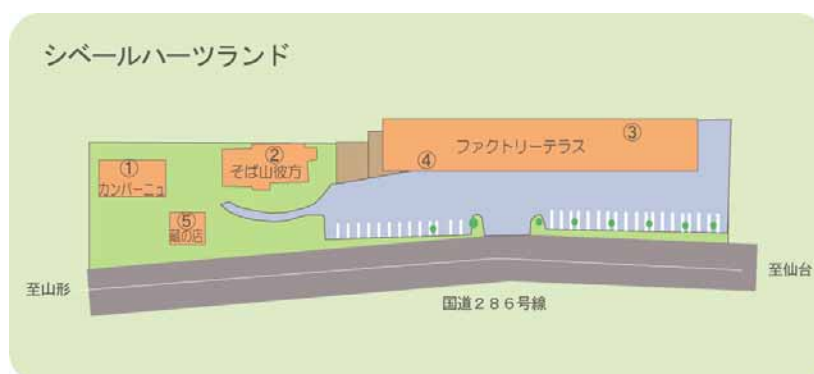 シベールハーツランド
①
カンパーニュ
②
そば山彼方
③
ファクトリーテラス
④
⑤
蔵の店
至山形
至仙台
国道286号線